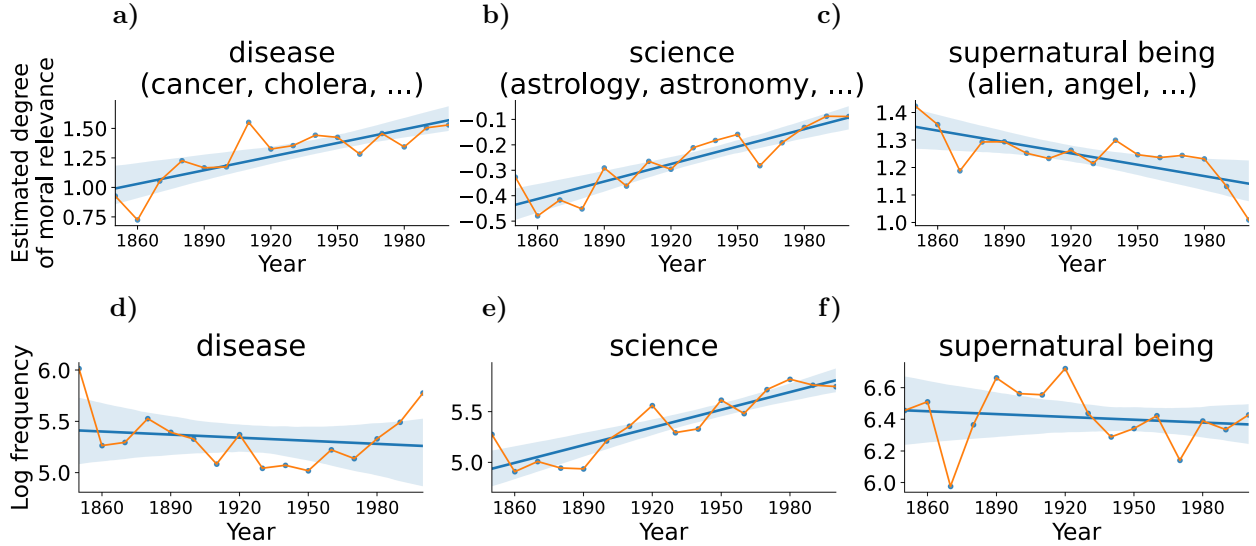 a)
b)
c)
disease
(cancer, cholera, ...)
science
(astrology, astronomy, ...)
supernatural being
(alien, angel, ...)
Estimated degree
of moral relevance
1.50
1.25
1.00
0.75
1860 1890 1920 1950 1980
Year
−0.1
−0.2
−0.3
−0.4
−0.5
1860 1890 1920 1950 1980
Year
1.4
1.3
1.2
1.1
1.0
1860 1890 1920 1950 1980
Year
d)
e)
f)
disease
science
supernatural being
Log frequency
6.0
5.5
5.0
1860 1890 1920 1950 1980
Year
5.5
5.0
1860 1890 1920 1950 1980
Year
6.6
6.4
6.2
6.0
1860 1890 1920 1950 1980
Year